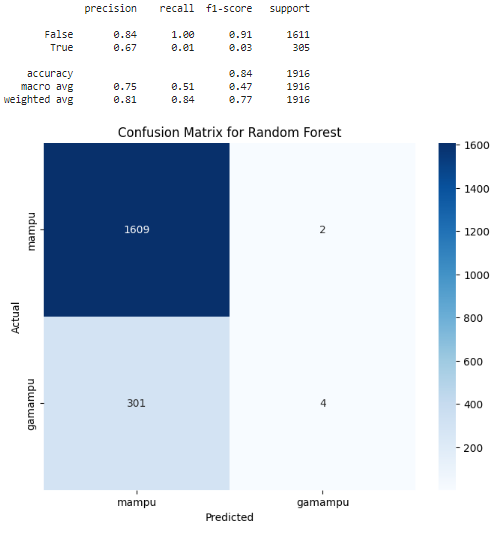 precision recall f1-score support
False 0.84 1.00 0.91 1611
True 0.67 0.01 0.03 305
accuracy 0.84 1916
macro avg 0.75 0.51 0.47 1916
weighted avg 0.81 0.84 0.77 1916
Confusion Matrix for Random Forest
1609 2
301 4
mampu
gamampu
Actual
mampu gamampu
Predicted
1600
1400
1200
1000
800
600
400
200